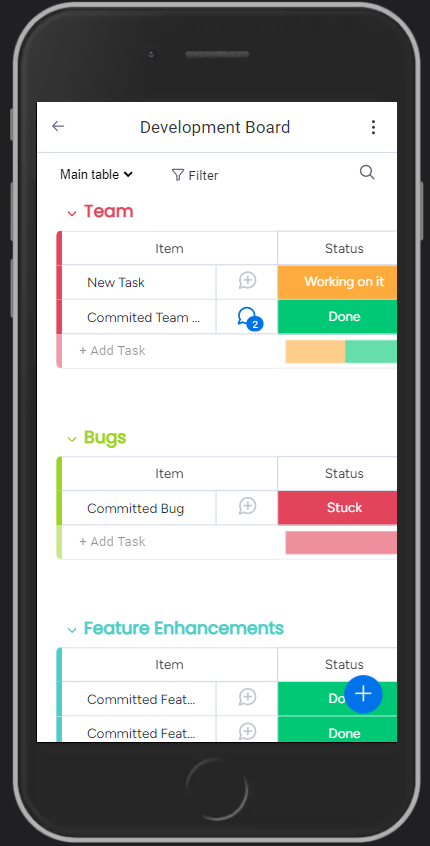 Development Board
Main table Filter
Team
Item Status
New Task Working on it
Commited Team ... 2 Done
+ Add Task
Bugs
Item Status
Committed Bug Stuck
+ Add Task
Feature Enhancements
Item Status
Committed Feat...
Committed Feat... Done